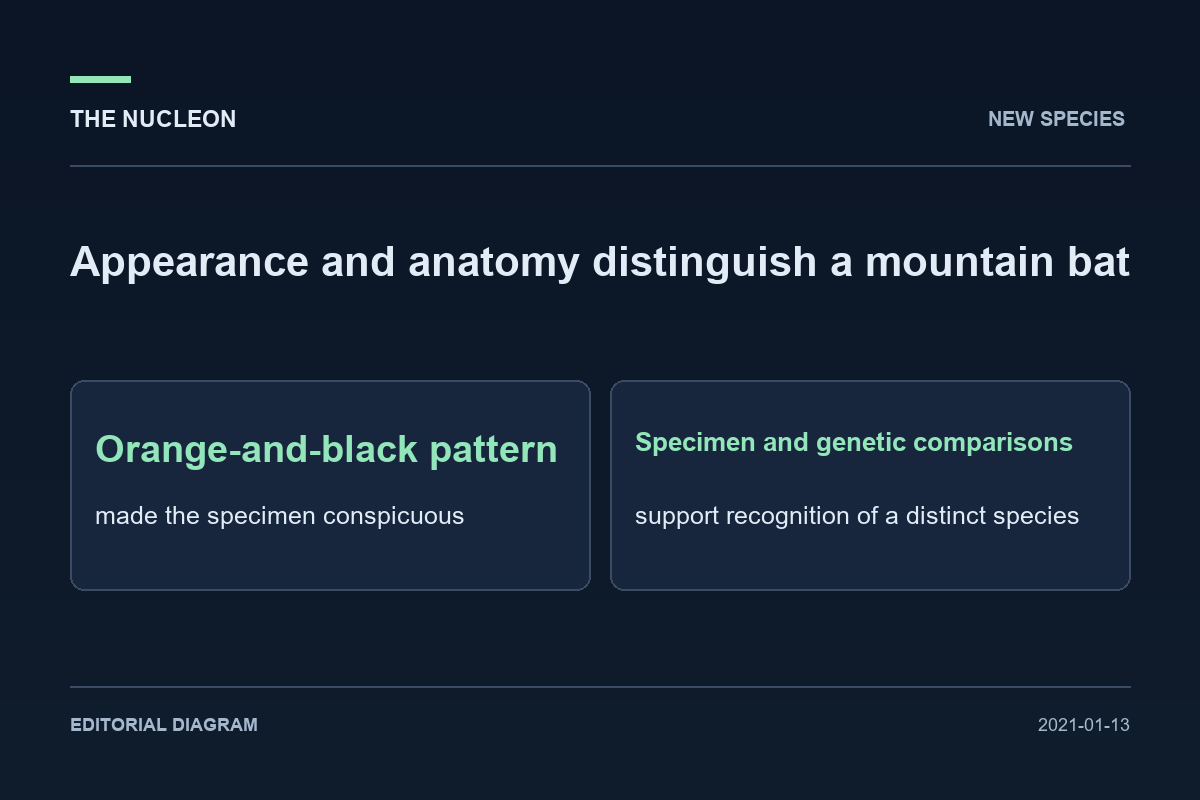 THE NUCLEON
NEW SPECIES
Appearance and anatomy distinguish a mountain bat
Orange-and-black pattern
made the specimen conspicuous
Specimen and genetic comparisons
support recognition of a distinct species
EDITORIAL DIAGRAM
2021-01-13